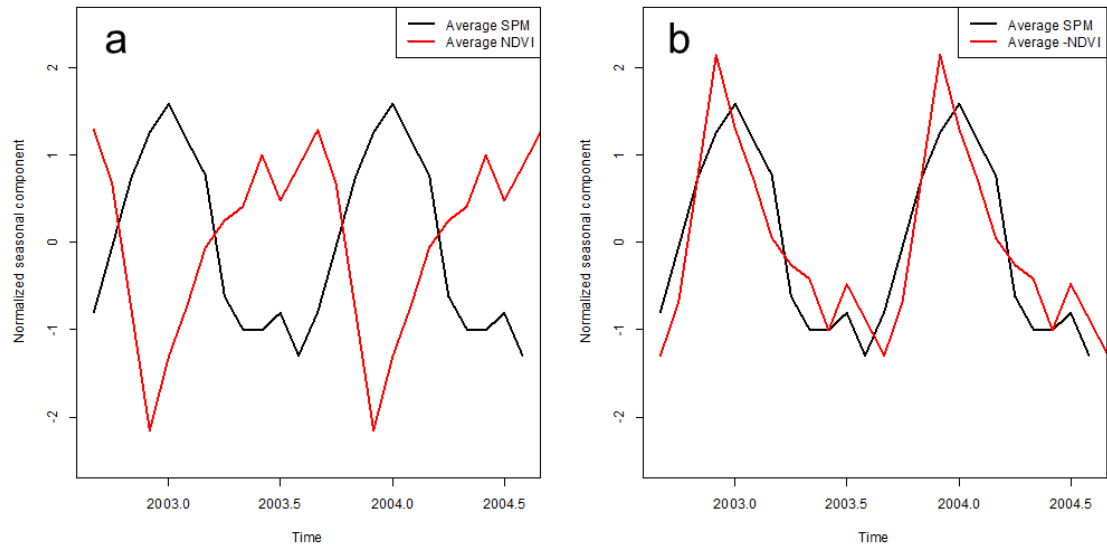 a
Average SPM
Average NDVI
Normalized seasonal component
2
1
0
-1
-2
2003.0 2003.5 2004.0 2004.5
Time
b
Average SPM
Average -NDVI
Normalized seasonal component
2
1
0
-1
-2
2003.0 2003.5 2004.0 2004.5
Time